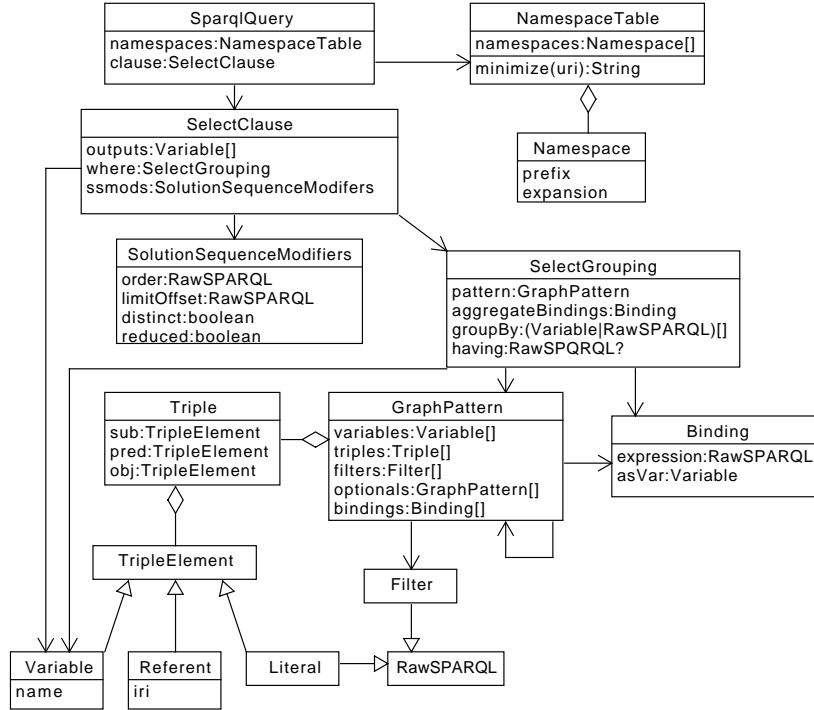 SparqlQuery
namespaces:NamespaceTable
clause:SelectClause
NamespaceTable
namespaces:Namespace[]
minimize(uri):String
SelectClause
outputs:Variable[]
where:SelectGrouping
ssmods:SolutionSequenceModifers
Namespace
prefix
expansion
SolutionSequenceModifiers
order:RawSPARQL
limitOffset:RawSPARQL
distinct:boolean
reduced:boolean
SelectGrouping
pattern:GraphPattern
aggregateBindings:Binding
groupBy:(Variable|RawSPARQL)[]
having:RawSPQRQL?
Triple
sub:TripleElement
pred:TripleElement
obj:TripleElement
GraphPattern
variables:Variable[]
triples:Triple[]
filters:Filter[]
optionals:GraphPattern[]
bindings:Binding[]
Binding
expression:RawSPARQL
asVar:Variable
TripleElement
Filter
Variable
name
Referent
iri
Literal
RawSPARQL